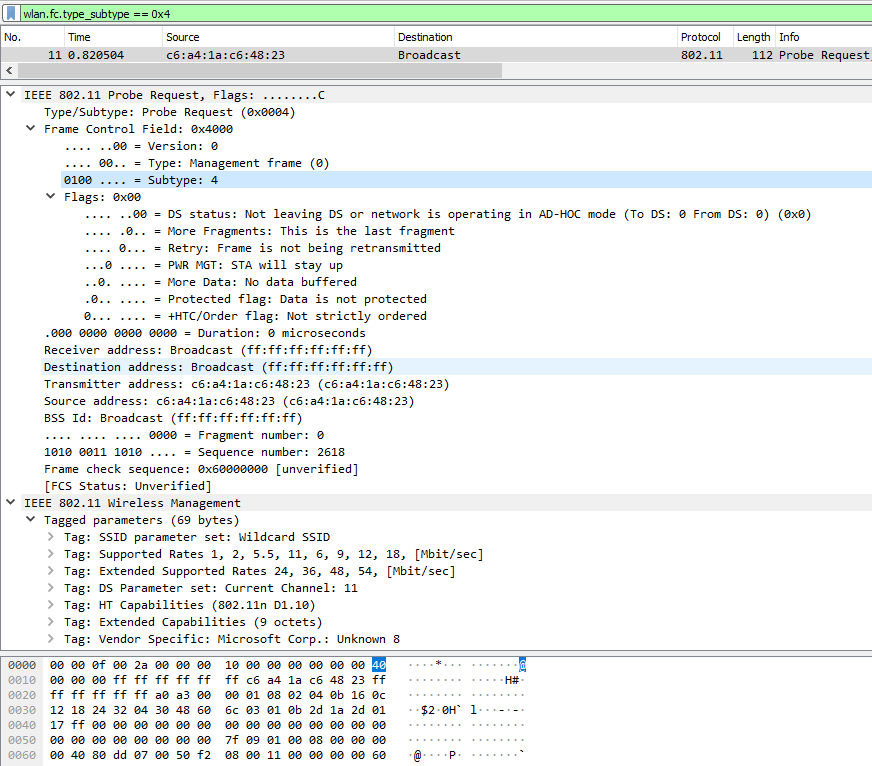 wlan.fc.type_subtype == 0x4
No. Time Source Destination Protocol Length Info
11 0.820504 c6:a4:1a:c6:48:23 Broadcast 802.11 112 Probe Request,
IEEE 802.11 Probe Request, Flags: ........C
Type/Subtype: Probe Request (0x0004)
Frame Control Field: 0x4000
.... ..00 = Version: 0
.... 00.. = Type: Management frame (0)
0100 .... = Subtype: 4
Flags: 0x00
.... ..00 = DS status: Not leaving DS or network is operating in AD-HOC mode (To DS: 0 From DS: 0) (0x0)
.... .0.. = More Fragments: This is the last fragment
.... 0... = Retry: Frame is not being retransmitted
...0 .... = PWR MGT: STA will stay up
..0. .... = More Data: No data buffered
.0.. .... = Protected flag: Data is not protected
0... .... = +HTC/Order flag: Not strictly ordered
.000 0000 0000 0000 = Duration: 0 microseconds
Receiver address: Broadcast (ff:ff:ff:ff:ff:ff)
Destination address: Broadcast (ff:ff:ff:ff:ff:ff)
Transmitter address: c6:a4:1a:c6:48:23 (c6:a4:1a:c6:48:23)
Source address: c6:a4:1a:c6:48:23 (c6:a4:1a:c6:48:23)
BSS Id: Broadcast (ff:ff:ff:ff:ff:ff)
.... .... .... 0000 = Fragment number: 0
1010 0011 1010 .... = Sequence number: 2618
Frame check sequence: 0x60000000 [unverified]
[FCS Status: Unverified]
IEEE 802.11 Wireless Management
Tagged parameters (69 bytes)
Tag: SSID parameter set: Wildcard SSID
Tag: Supported Rates 1, 2, 5.5, 11, 6, 9, 12, 18, [Mbit/sec]
Tag: Extended Supported Rates 24, 36, 48, 54, [Mbit/sec]
Tag: DS Parameter set: Current Channel: 11
Tag: HT Capabilities (802.11n D1.10)
Tag: Extended Capabilities (9 octets)
Tag: Vendor Specific: Microsoft Corp.: Unknown 8
0000 00 00 0f 00 2a 00 00 00 10 00 00 00 00 00 00 40 ····*··· ·······@
0010 00 00 00 ff ff ff ff ff ff c6 a4 1a c6 48 23 ff ········ ·····H#·
0020 ff ff ff ff ff a0 a3 00 00 01 08 02 04 0b 16 0c ········ ········
0030 12 18 24 32 04 30 48 60 6c 03 01 0b 2d 1a 2d 01 ··$2·0H` l···-·-·
0040 17 ff 00 00 00 00 00 00 00 00 00 00 00 00 00 00 ········ ········
0050 00 00 00 00 00 00 00 00 7f 09 01 00 08 00 00 00 ········ ········
0060 00 40 80 dd 07 00 50 f2 08 00 11 00 00 00 00 60 ·@····P· ·······`